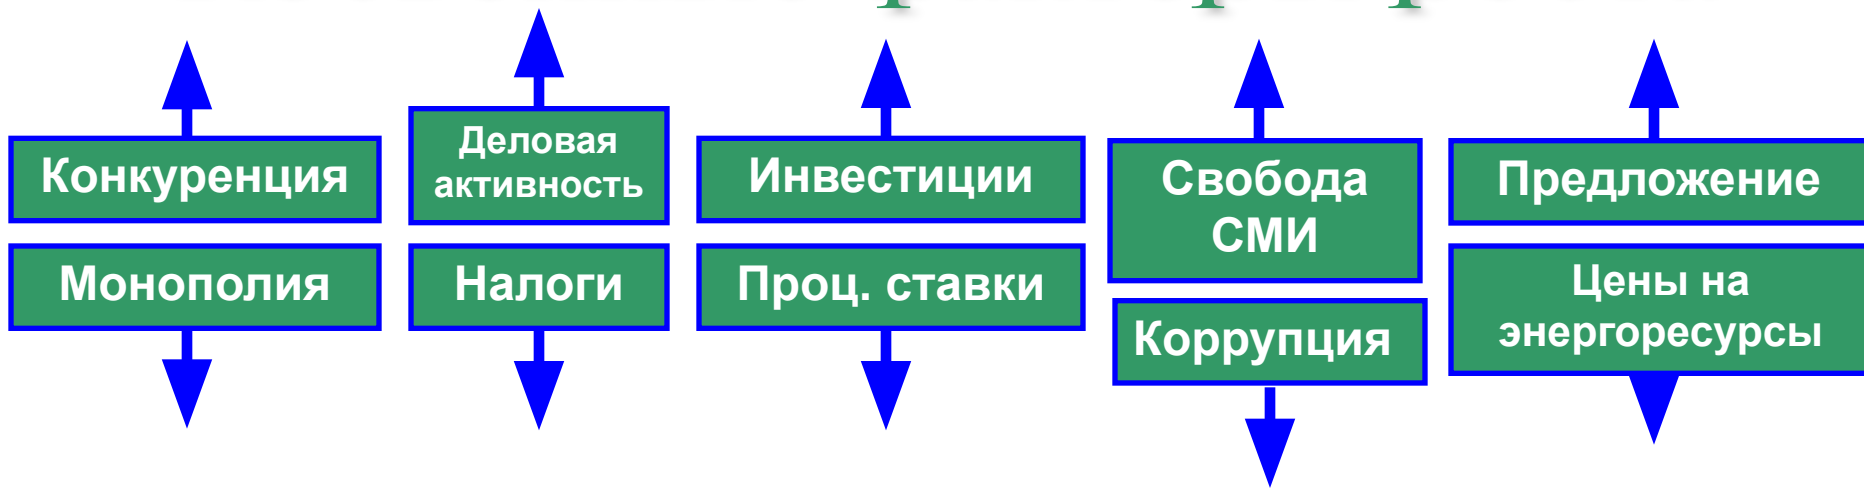 Конкуренция
Монополия
Деловая
активность
Налоги
Инвестиции
Проц. ставки
Свобода
СМИ
Коррупция
Предложение
Цены на
энергоресурсы